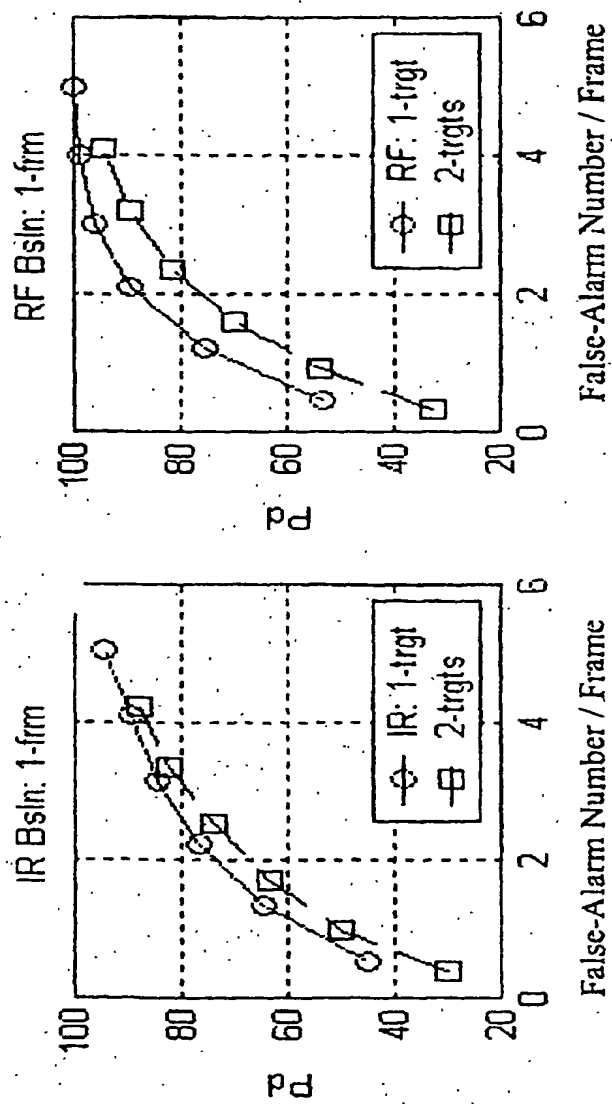 IR Bsln: 1-frm
100
80
60
40
20
Pd
0
2
4
6
IR: 1-trgt
2-trgts
False-Alarm Number / Frame
RF Bsln: 1-frm
100
80
60
40
20
Pd
0
2
4
6
RF: 1-trgt
2-trgts
False-Alarm Number / Frame